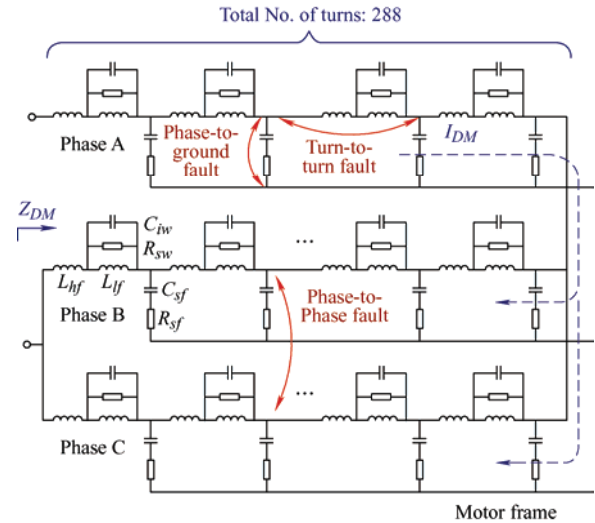 Total No. of turns: 288
Phase A
Phase-to-
ground
fault
Turn-to-
turn fault
I_DM
Z_DM
C_iw
R_sw
...
L_hf
L_lf
C_sf
Phase B
R_sf
Phase-to-
Phase fault
...
Phase C
Motor frame